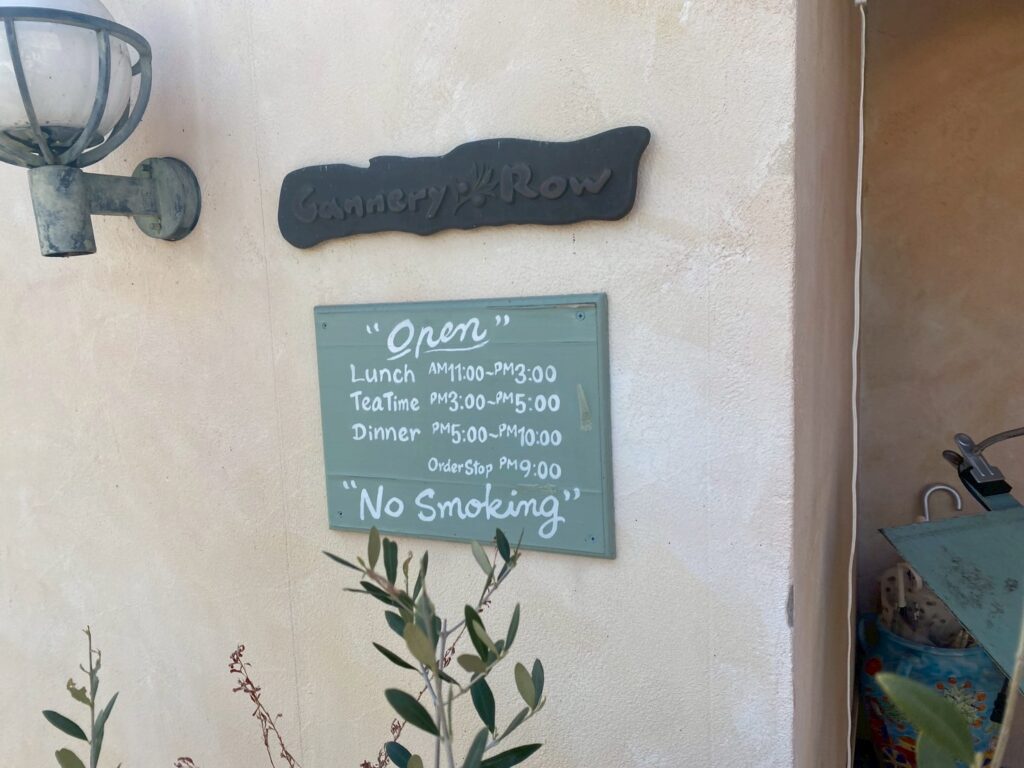 Cannery Row
"Open"
Lunch AM11:00~PM3:00
TeaTime PM3:00~PM5:00
Dinner PM5:00~PM10:00
OrderStop PM9:00
"No Smoking"